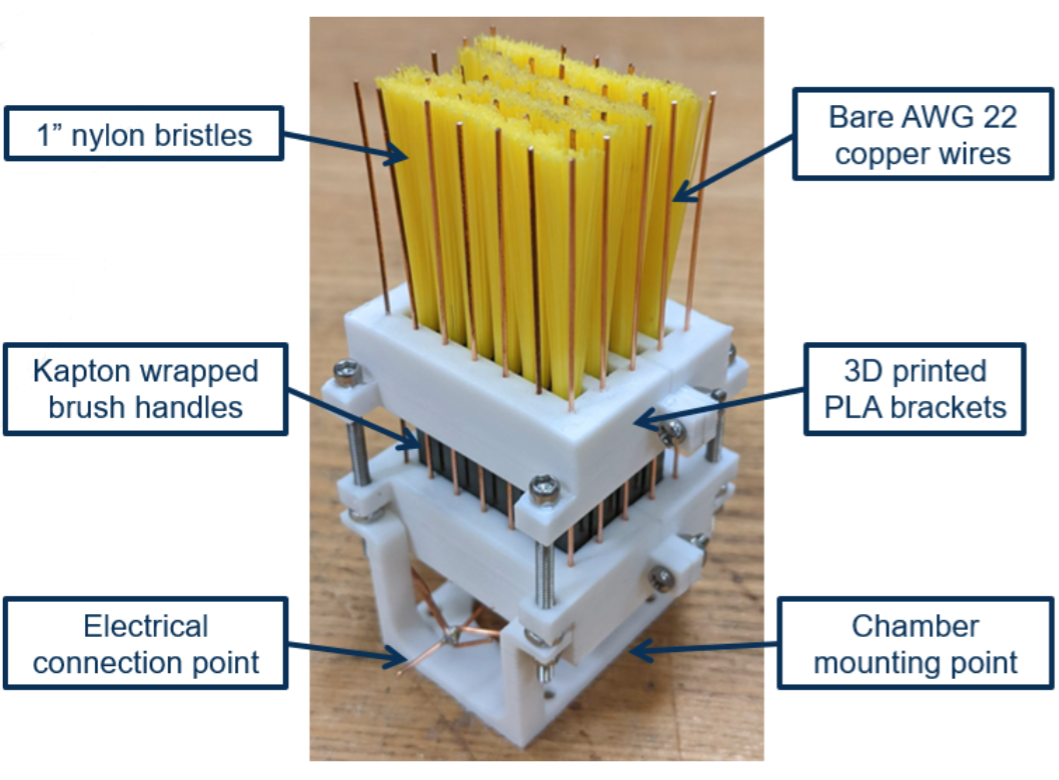 1” nylon bristles
Bare AWG 22
copper wires
Kapton wrapped
brush handles
3D printed
PLA brackets
Electrical
connection point
Chamber
mounting point